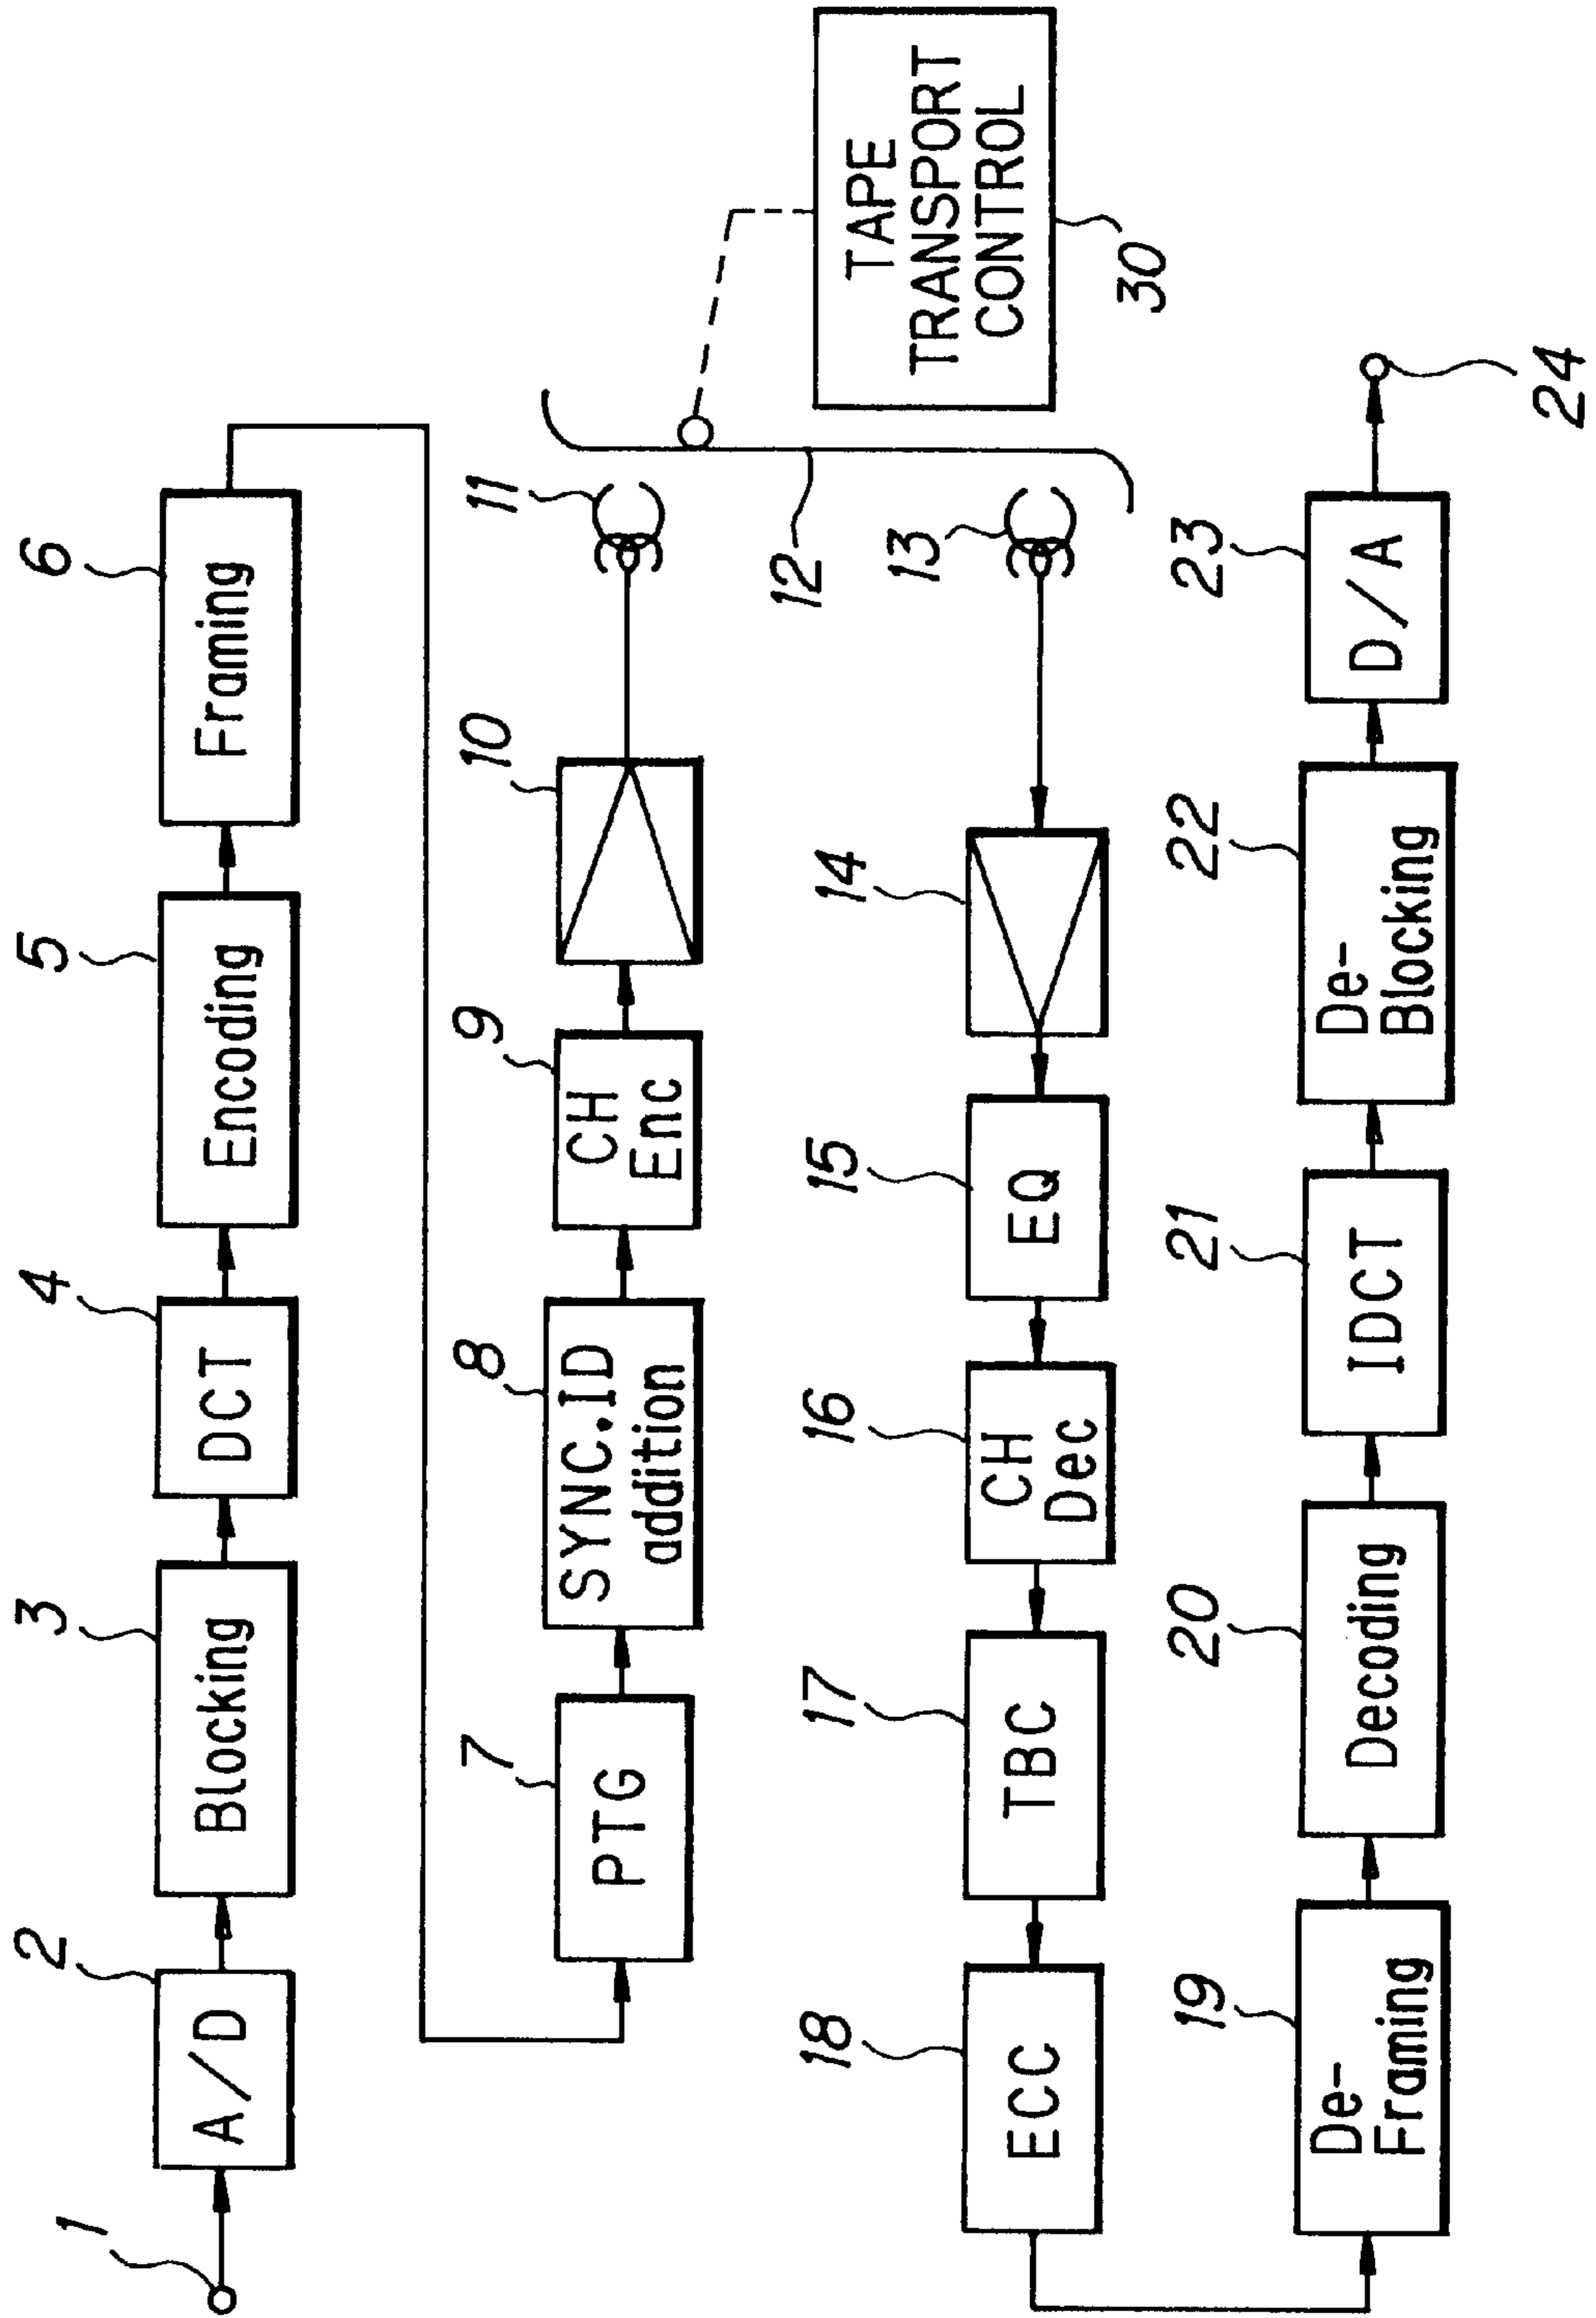 1
2
A/D
3
Blocking
4
DCT
5
Encoding
6
Framing
7
PTG
8
SYNC.ID
addition
9
CH
Enc
10
11
12
13
TAPE
TRANSPORT
CONTROL
30
14
15
EQ
16
CH
Dec
17
TBC
18
ECC
19
De-
Framing
20
Decoding
21
IDCT
22
De-
Blocking
23
D/A
24